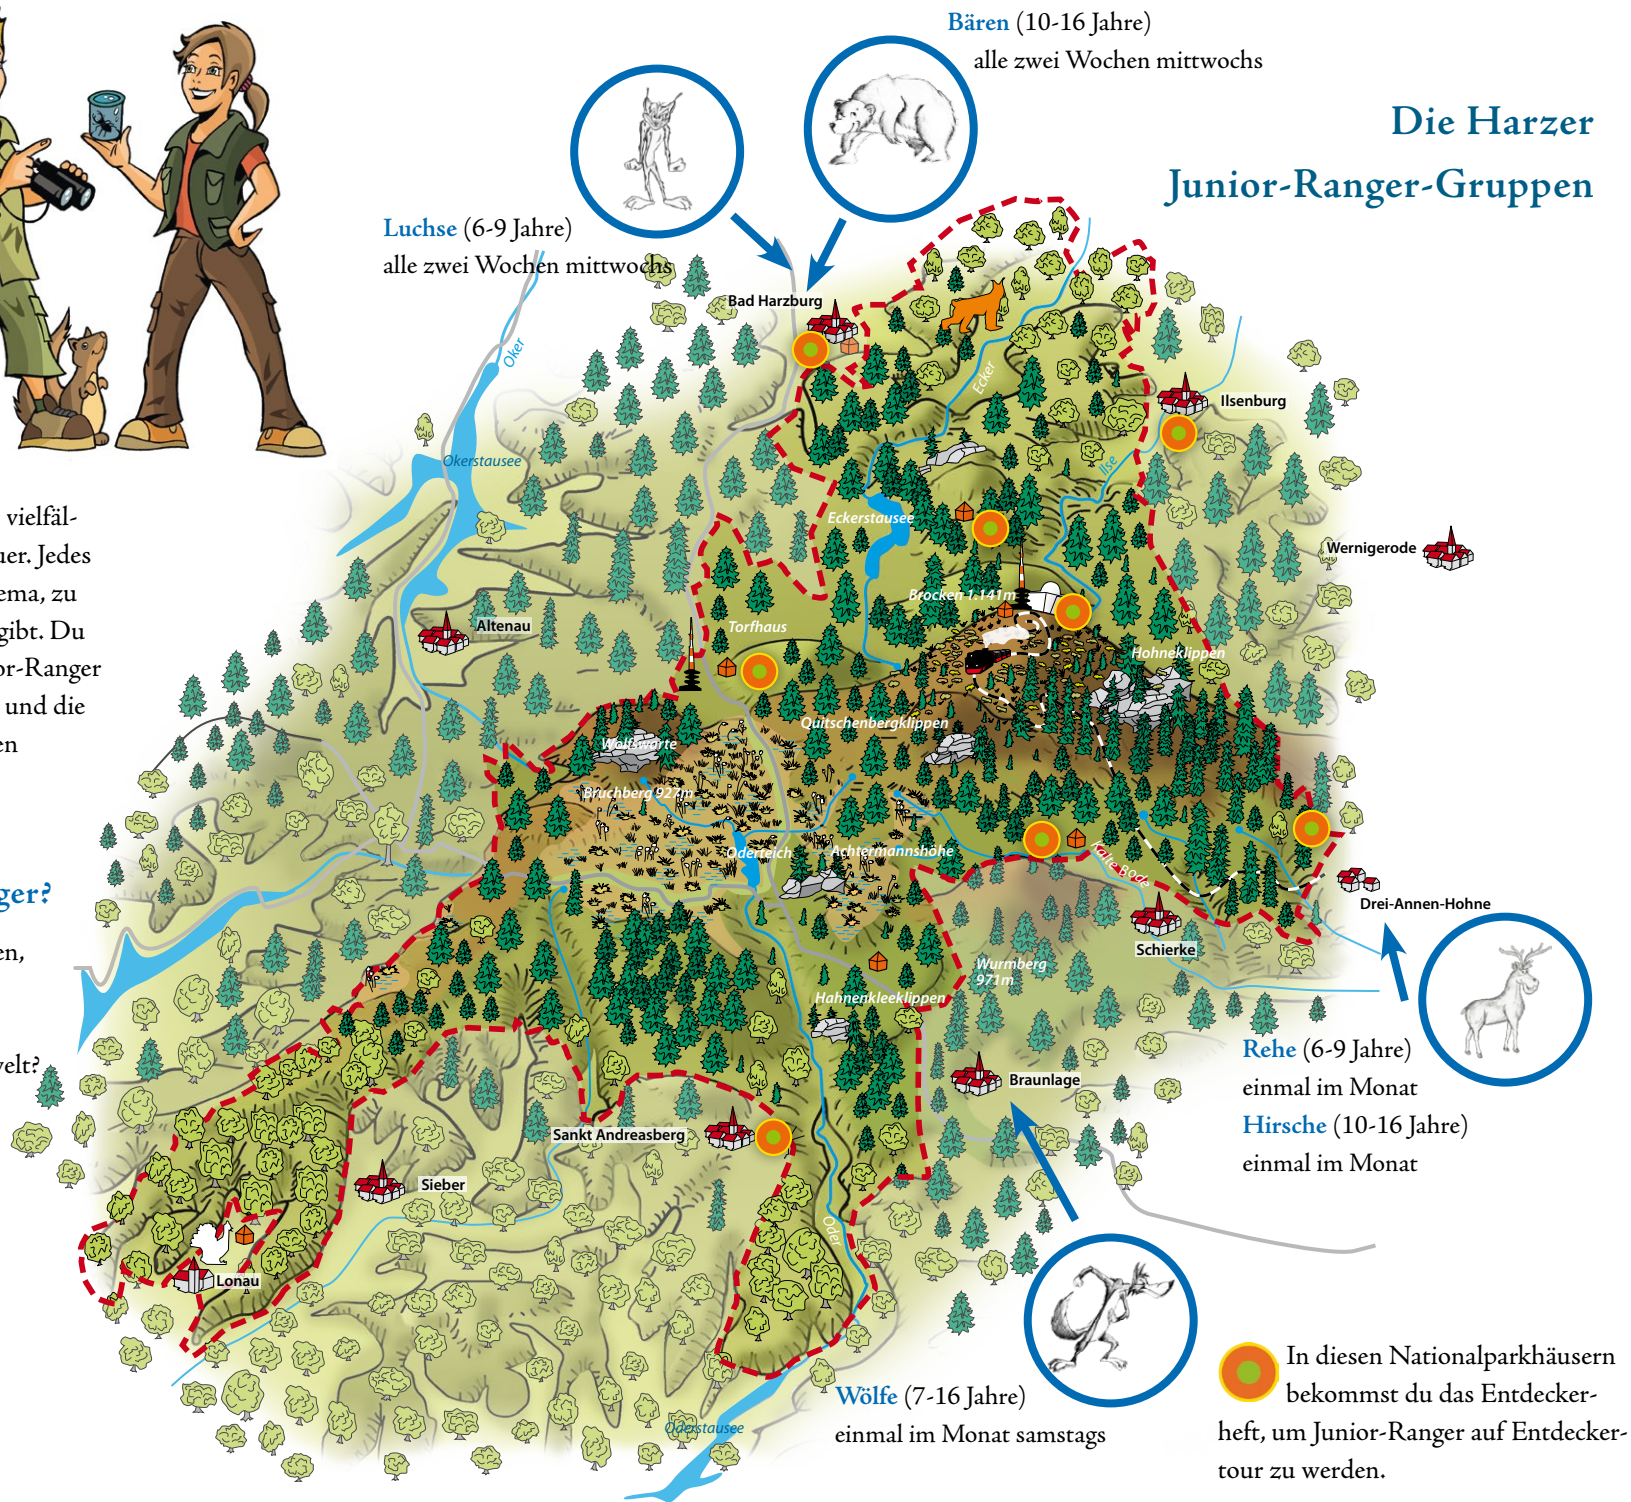 Bären (10-16 Jahre)
alle zwei Wochen mittwochs
Die Harzer
Junior-Ranger-Gruppen
Luchse (6-9 Jahre)
alle zwei Wochen mittwochs
Bad Harzburg
Oker
Ecker
Ilsenburg
Okerstausee
Ilse
vielfäl-
uer. Jedes
ema, zu
gibt. Du
or-Ranger
und die
en
Eckerstausee
Wernigerode
Brocken 1.141m
Altenau
Torfhaus
Hohneklippen
Quitschenbergklippen
Wolfswarte
Bruchberg 927m
Oderteich
Achtermannshöhe
Kalte Bode
ger?
en,
velt?
Drei-Annen-Hohne
Schierke
Wurmberg
971m
Hahnenkleeklippen
Rehe (6-9 Jahre)
einmal im Monat
Hirsche (10-16 Jahre)
einmal im Monat
Braunlage
Sankt Andreasberg
Sieber
Oder
Lonau
Wölfe (7-16 Jahre)
einmal im Monat samstags
Oderstausee
In diesen Nationalparkhäusern
bekommst du das Entdecker-
heft, um Junior-Ranger auf Entdecker-
tour zu werden.